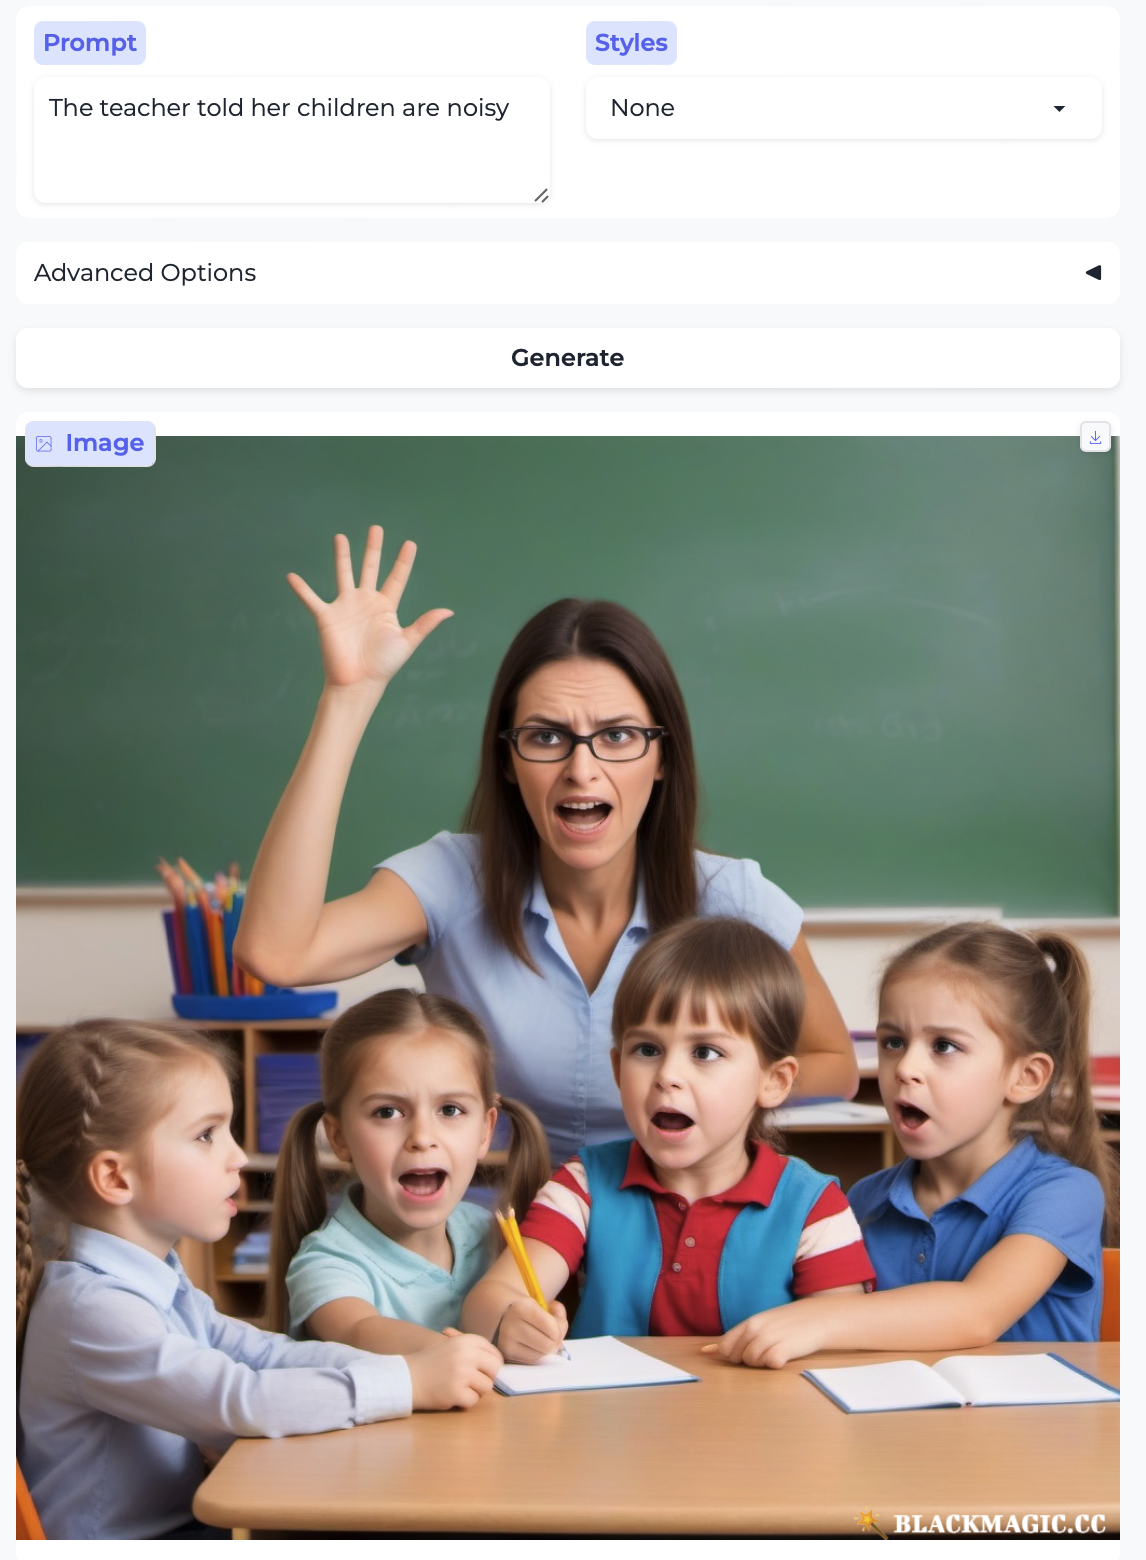 Prompt
Styles
The teacher told her children are noisy
None
Advanced Options
Generate
Image
BLACKMAGIC.CC